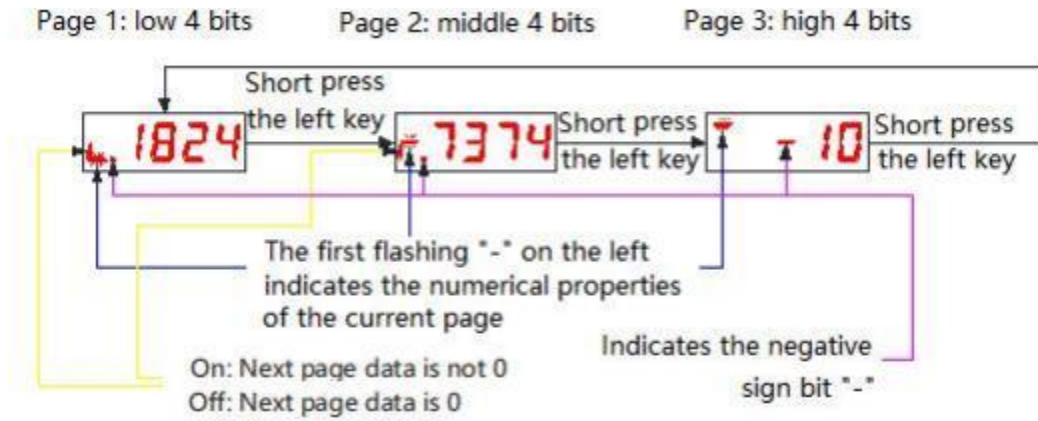 Page 1: low 4 bits
Page 2: middle 4 bits
Page 3: high 4 bits
Short press
the left key
1824
.7374
Short press
the left key
- 10
Short press
the left key
The first flashing "-" on the left
indicates the numerical properties
of the current page
Indicates the negative
sign bit "-"
On: Next page data is not 0
Off: Next page data is 0